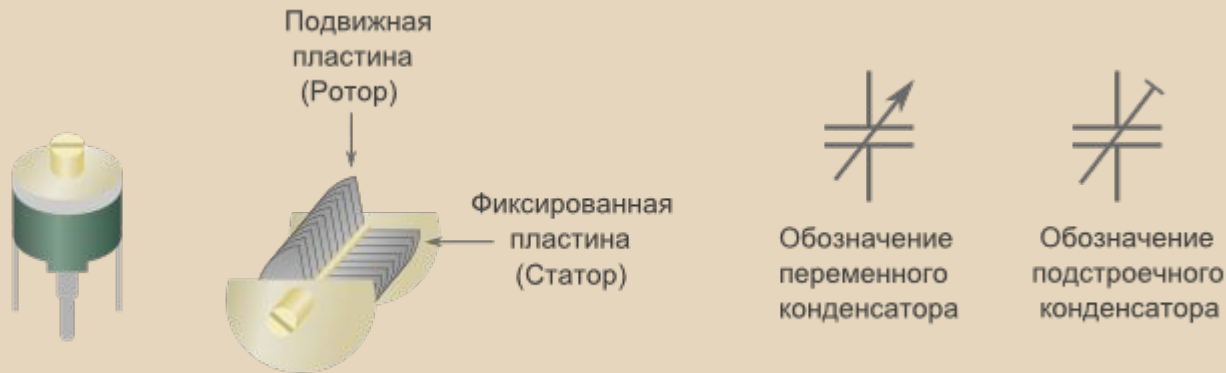 Подвижная
пластина
(Ротор)
Фиксированная
пластина
(Статор)
Обозначение
переменного
конденсатора
Обозначение
подстроечного
конденсатора